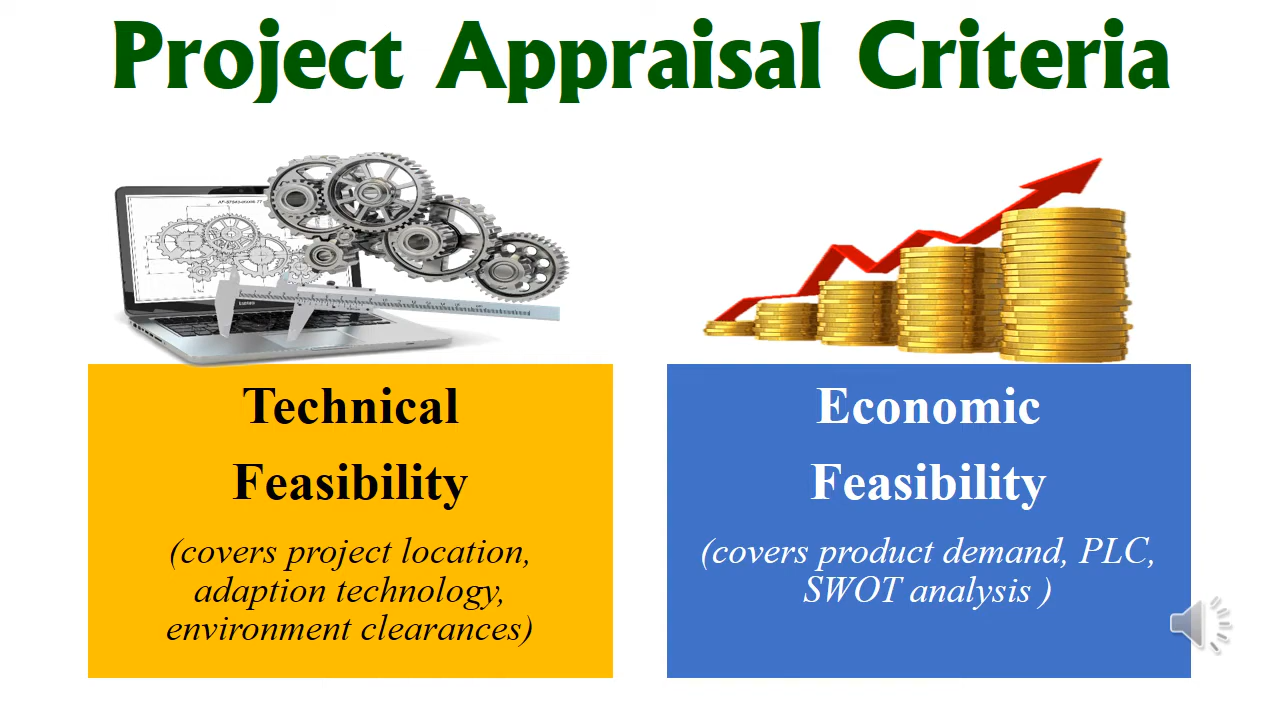 Project Appraisal Criteria
Technical
Feasibility
(covers project location,
adaption technology,
environment clearances)
Economic
Feasibility
(covers product demand, PLC,
SWOT analysis )